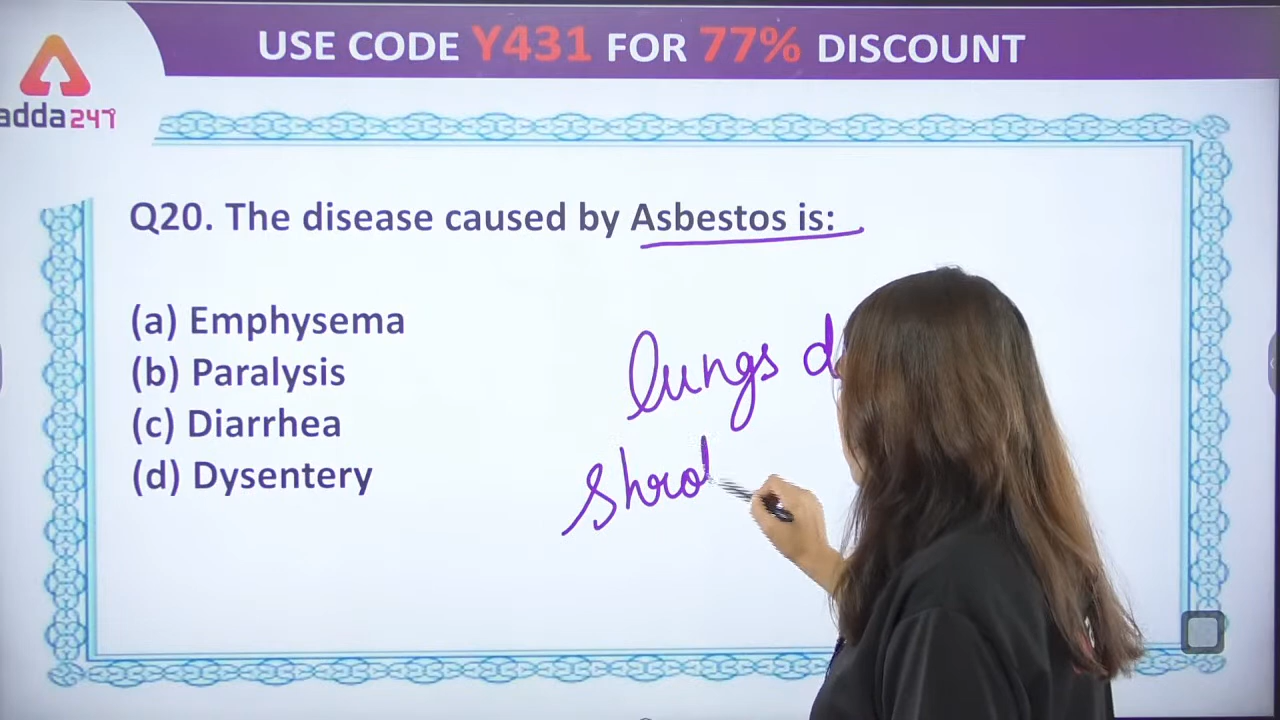 USE CODE Y431 FOR 77% DISCOUNT
adda247
Q20. The disease caused by Asbestos is:
(a) Emphysema
(b) Paralysis
(c) Diarrhea
(d) Dysentery
lungs d